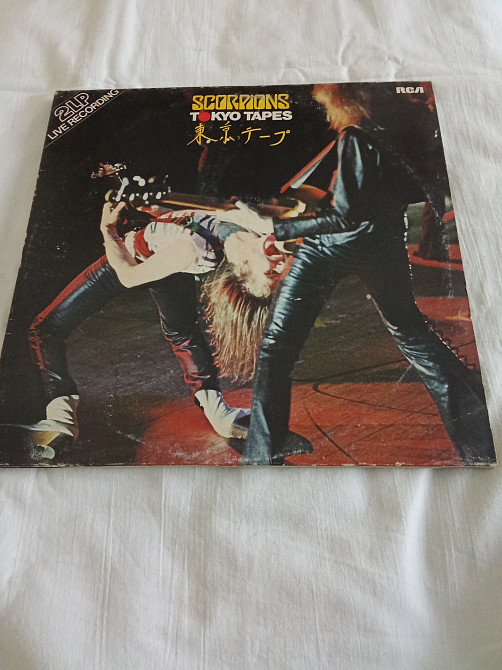 2LP
LIVE RECORDING
SCORPIONS
TOKYO TAPES
東京テープ
RCA